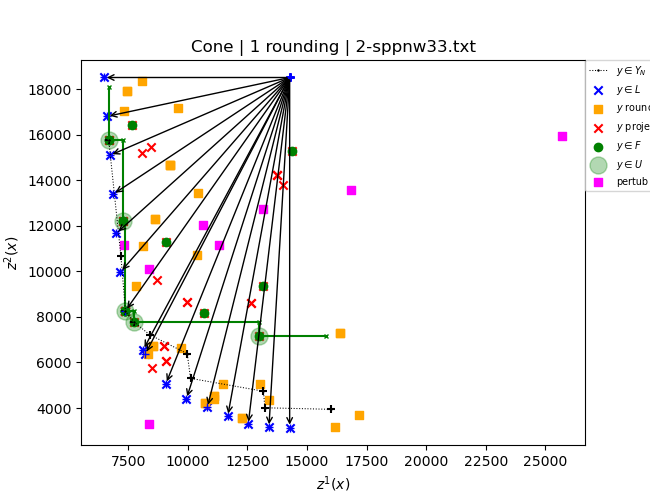 Cone | 1 rounding | 2-sppnw33.txt
18000
16000
14000
12000
10000
8000
6000
4000
z²(x)
7500 10000 12500 15000 17500 20000 22500 25000
z¹(x)
y ∈ Y_N
y ∈ L
y roun
y proje
y ∈ F
y ∈ U
pertub